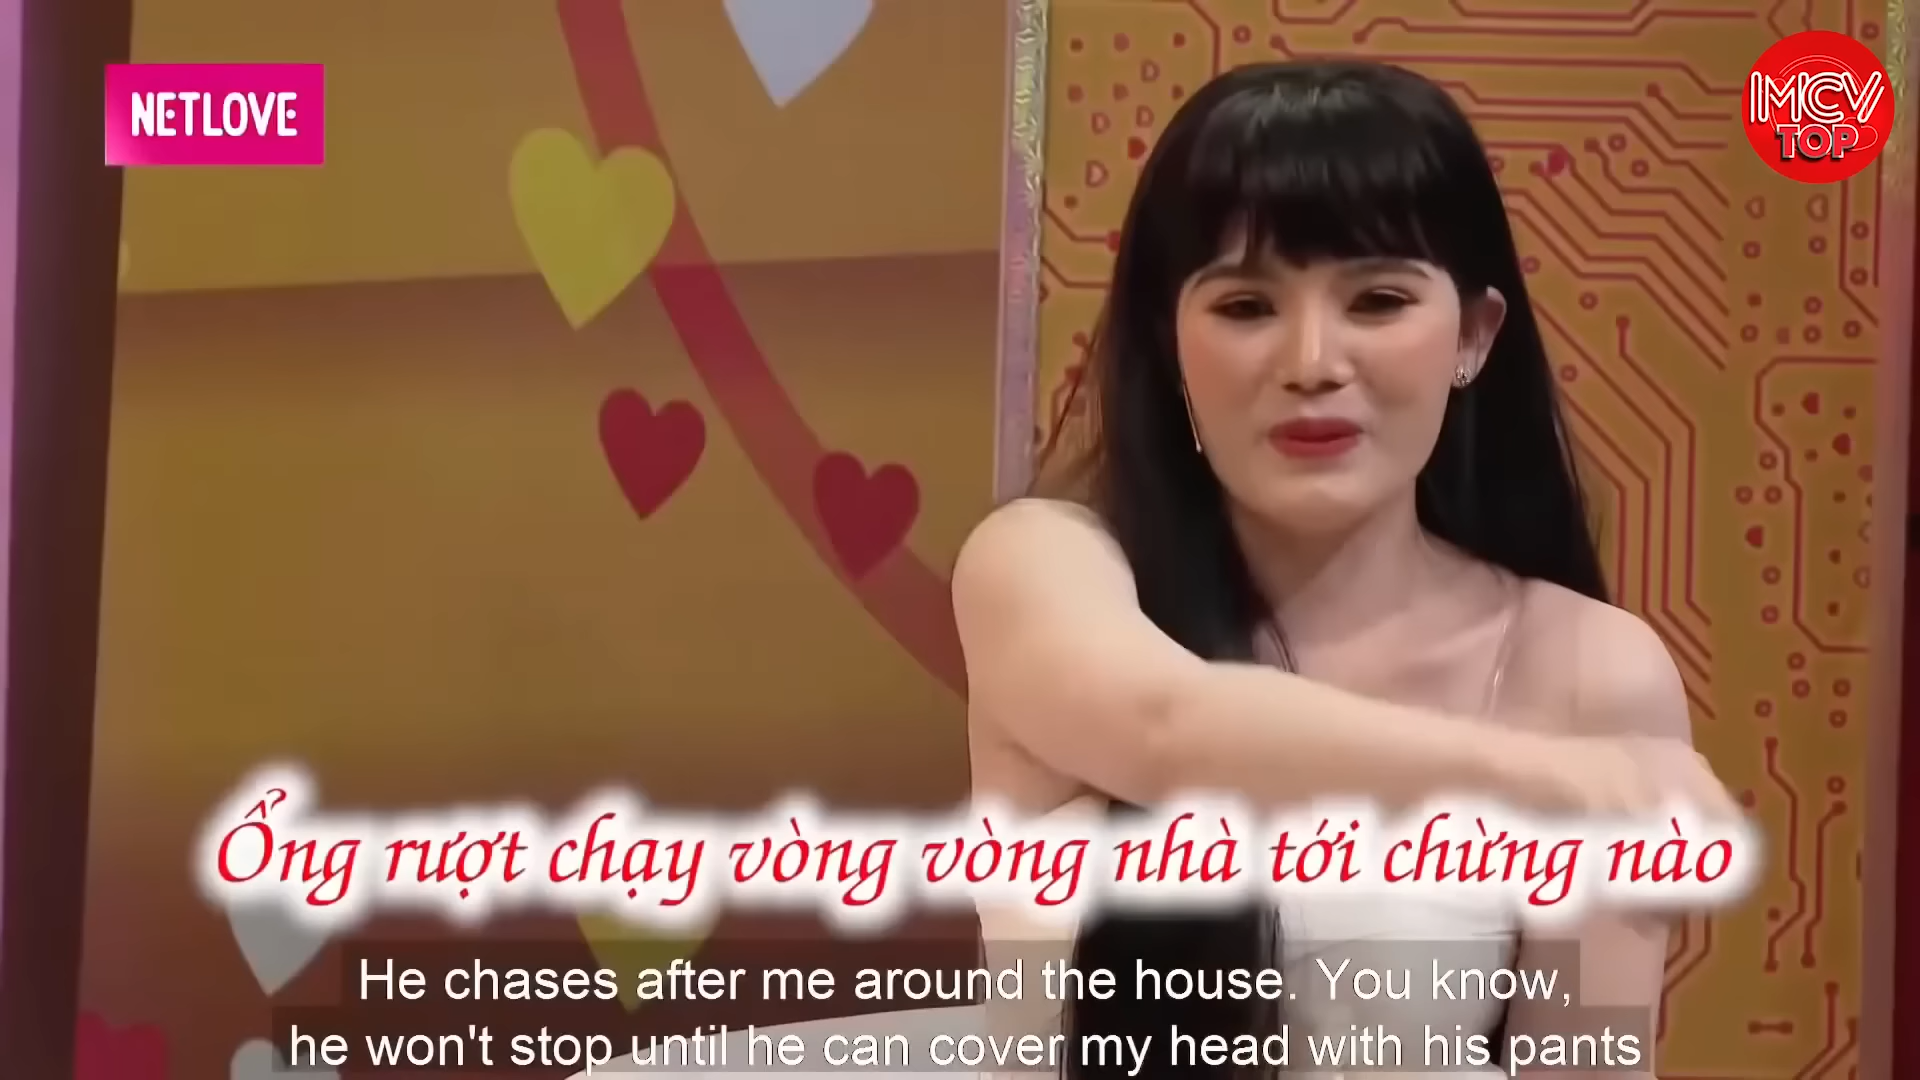 NETLOVE
MCV
TOP
Ổng rượt chạy vòng vòng nhà tới chừng nào
He chases after me around the house. You know,
he won't stop until he can cover my head with his pants